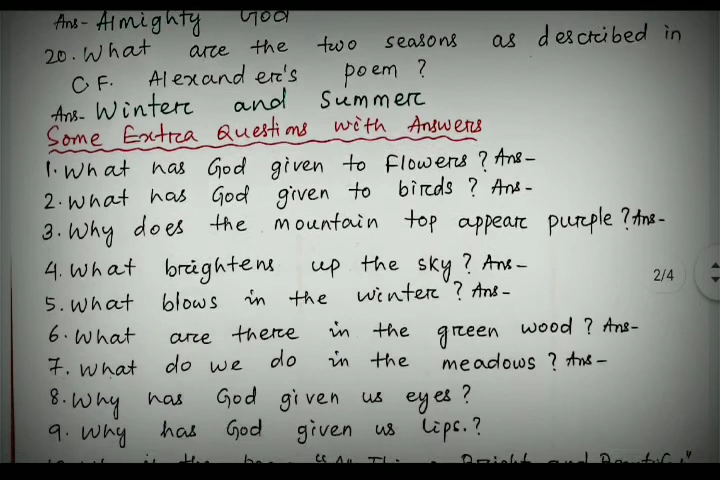 Ans- Almighty God
20. What are the two seasons as described in
C F. Alexander's poem ?
Ans- Winter and Summer
Some Extra Questions with Answers
1. What has God given to flowers ? Ans-
2. What has God given to birds ? Ans-
3. Why does the mountain top appear purple ? Ans-
4. What brightens up the sky ? Ans-
5. What blows in the winter ? Ans-
6. What are there in the green wood ? Ans-
7. What do we do in the meadows ? Ans-
8. Why has God given us eyes ?
9. Why has God given us lips. ?
2/4